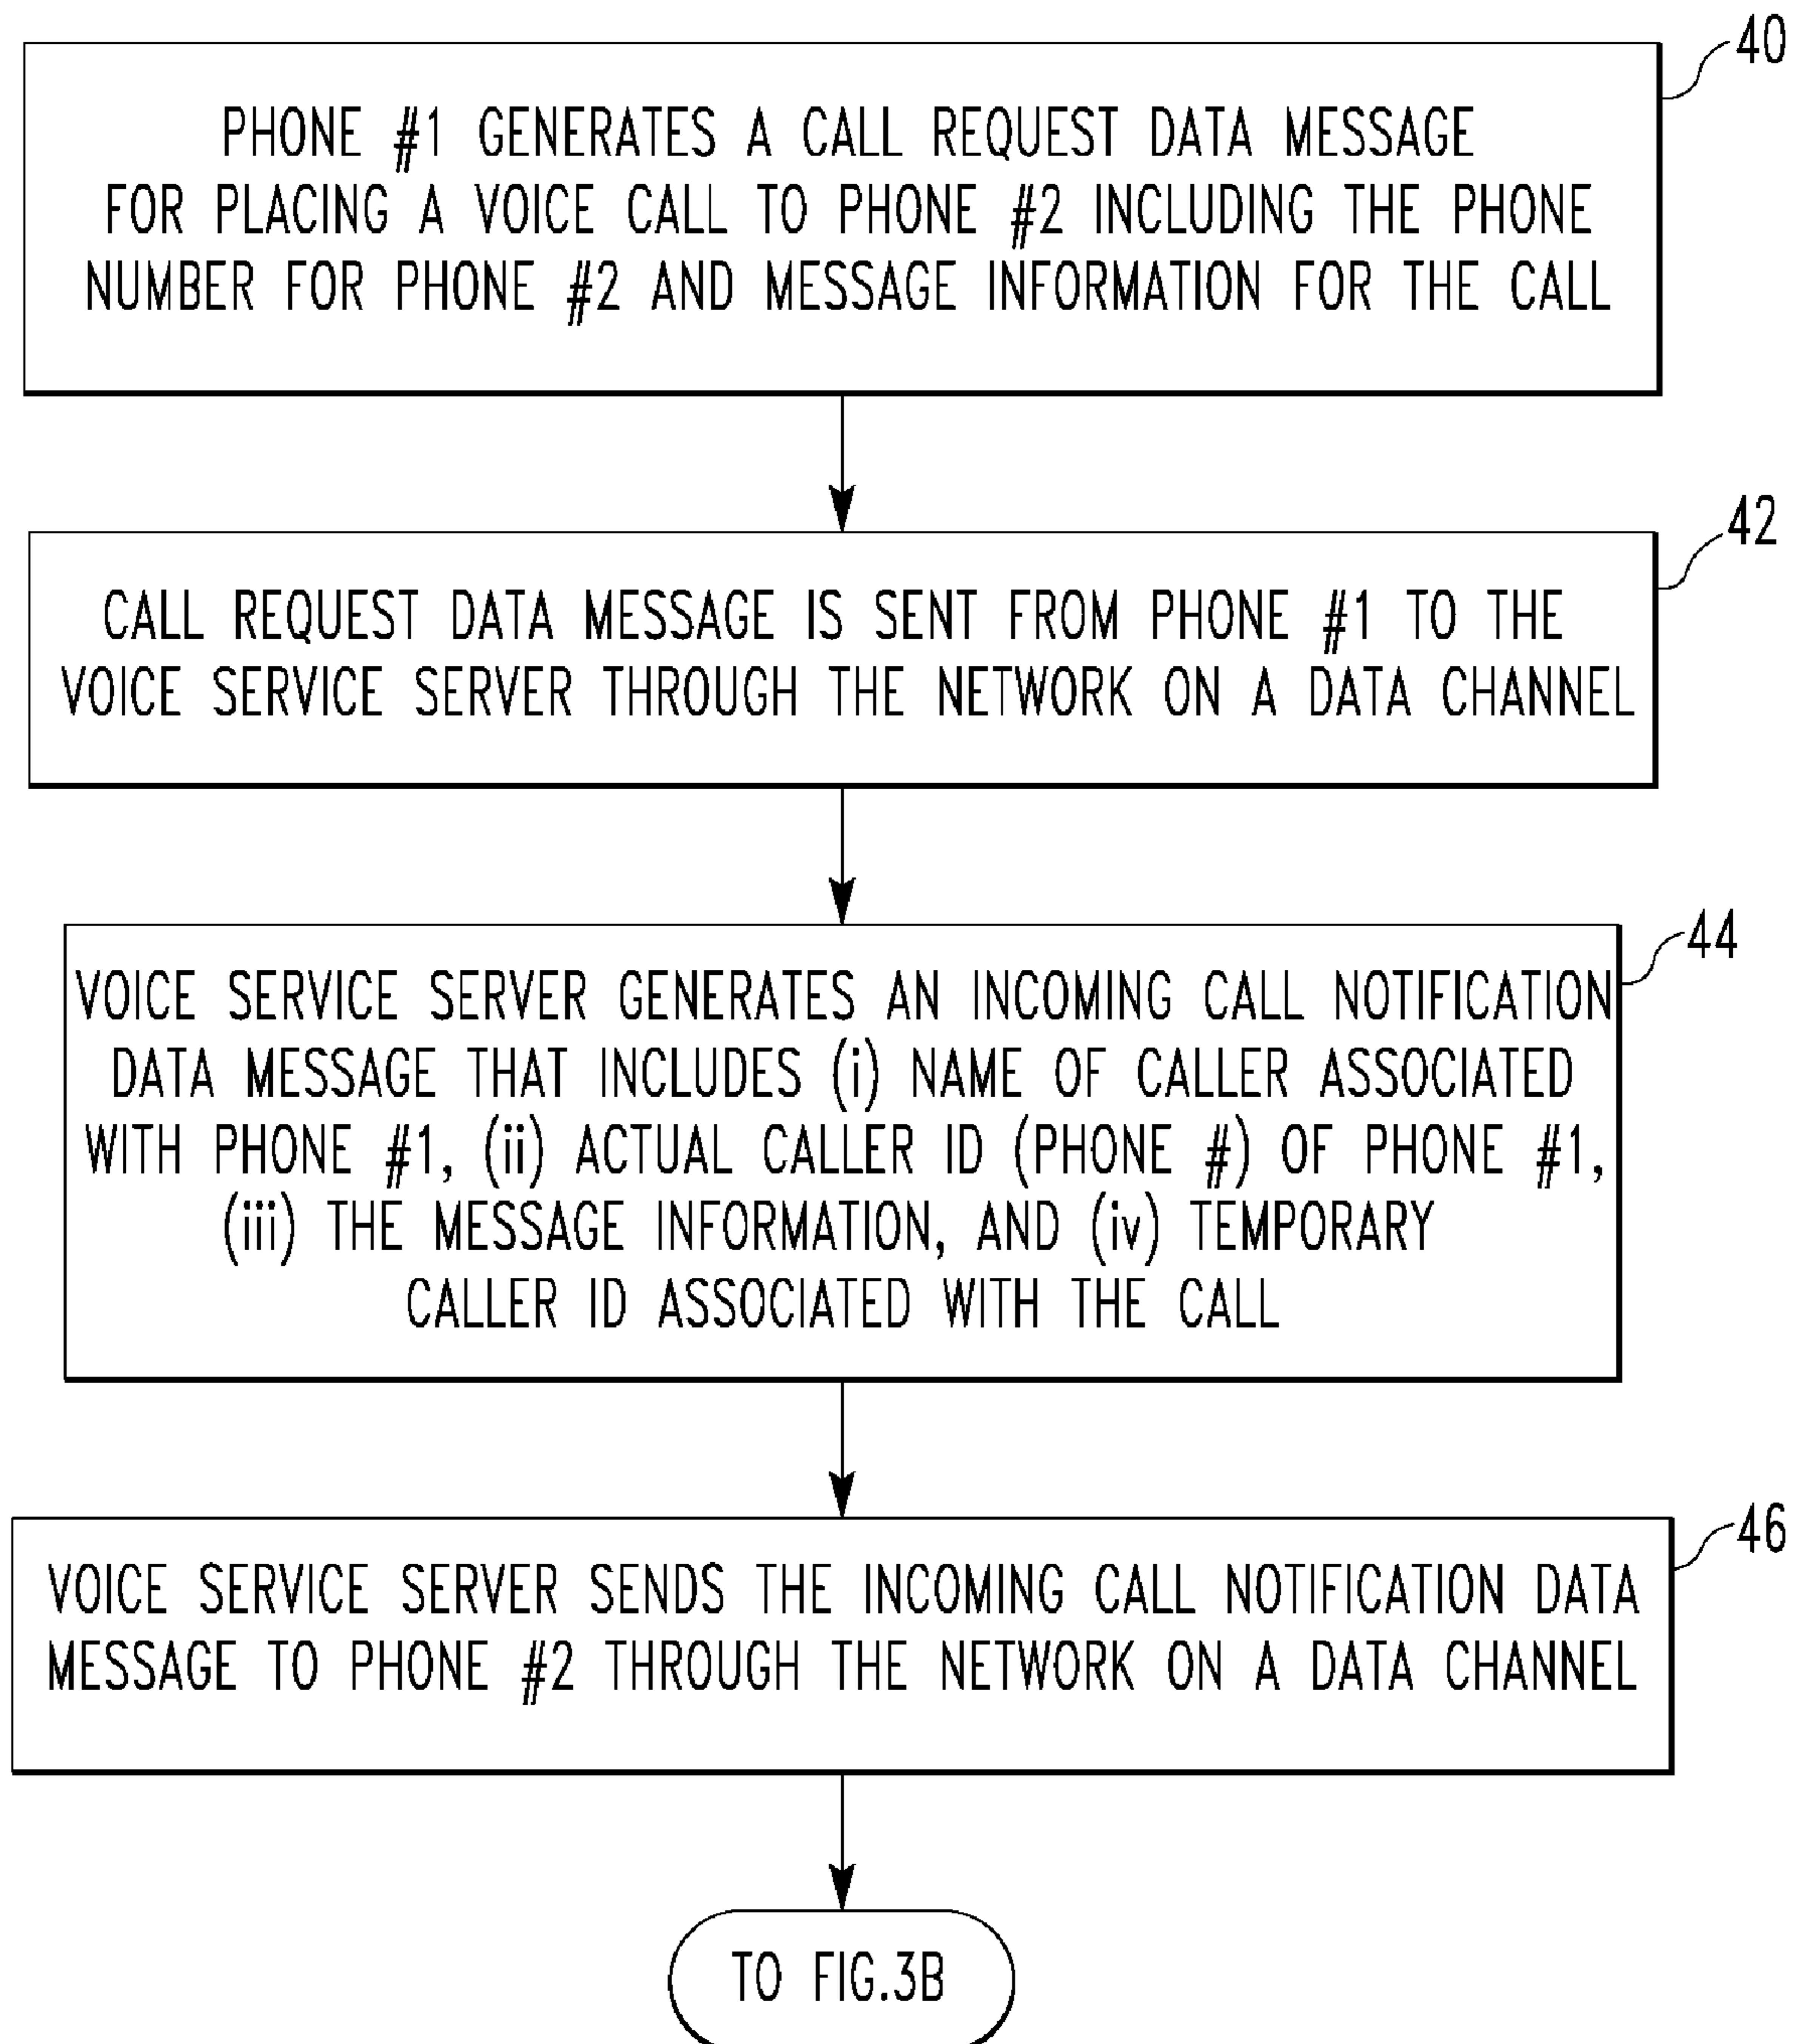 40
PHONE #1 GENERATES A CALL REQUEST DATA MESSAGE
FOR PLACING A VOICE CALL TO PHONE #2 INCLUDING THE PHONE
NUMBER FOR PHONE #2 AND MESSAGE INFORMATION FOR THE CALL
42
CALL REQUEST DATA MESSAGE IS SENT FROM PHONE #1 TO THE
VOICE SERVICE SERVER THROUGH THE NETWORK ON A DATA CHANNEL
44
VOICE SERVICE SERVER GENERATES AN INCOMING CALL NOTIFICATION
DATA MESSAGE THAT INCLUDES (i) NAME OF CALLER ASSOCIATED
WITH PHONE #1, (ii) ACTUAL CALLER ID (PHONE #) OF PHONE #1,
(iii) THE MESSAGE INFORMATION, AND (iv) TEMPORARY
CALLER ID ASSOCIATED WITH THE CALL
46
VOICE SERVICE SERVER SENDS THE INCOMING CALL NOTIFICATION DATA
MESSAGE TO PHONE #2 THROUGH THE NETWORK ON A DATA CHANNEL
TO FIG.3B